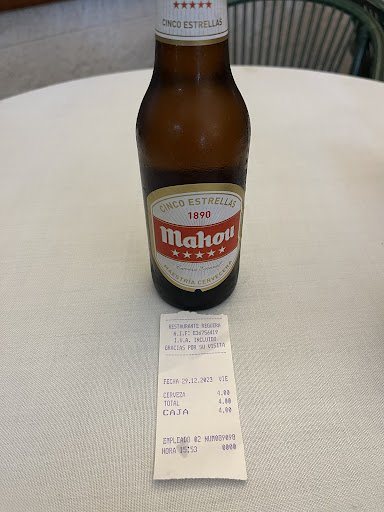 ★★★★★
CINCO ESTRELLAS
CINCO ESTRELLAS
1890
Mahou
★★★★★
MAESTRÍA CERVECERA
RESTAURANTE REGUERA
I.V.A. INCLUIDO
GRACIAS POR SU VISITA
FECHA 29.12.2023 VIE
CERVEZA 4.00
TOTAL 4.00
CAJA 4.00
EMPLEADO 02
HORA 15:53 0000